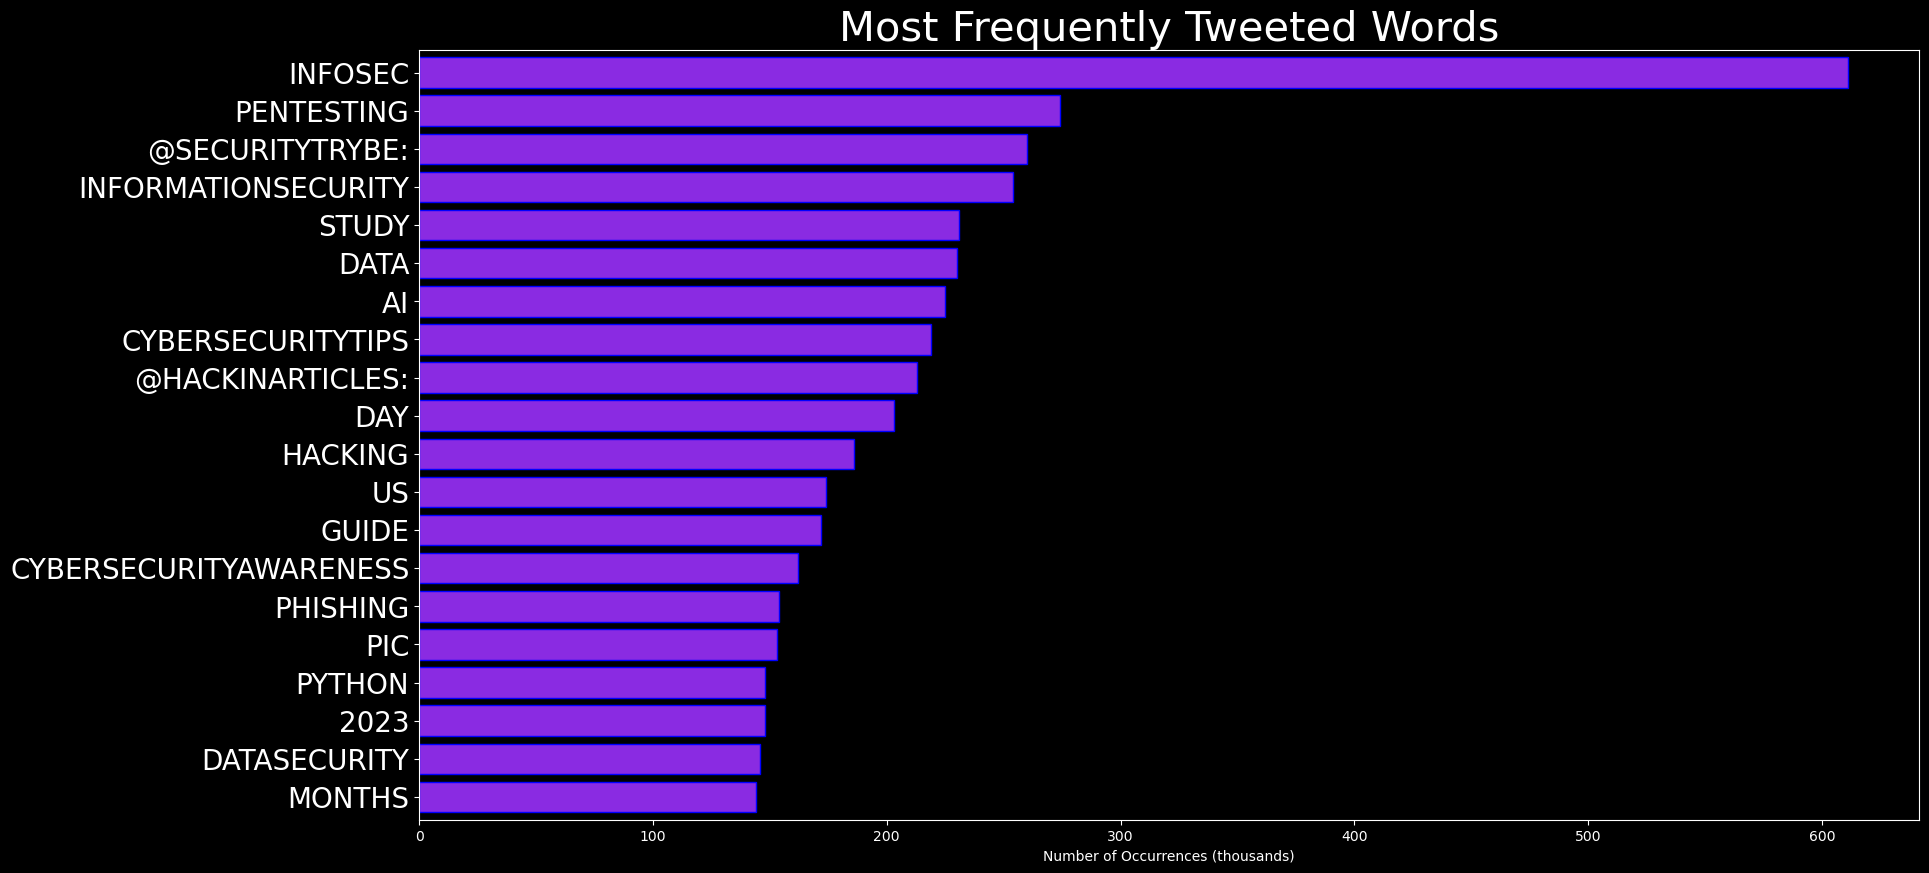 Most Frequently Tweeted Words
INFOSEC
PENTESTING
@SECURITYTRYBE:
INFORMATIONSECURITY
STUDY
DATA
AI
CYBERSECURITYTIPS
@HACKINARTICLES:
DAY
HACKING
US
GUIDE
CYBERSECURITYAWARENESS
PHISHING
PIC
PYTHON
2023
DATASECURITY
MONTHS
0 100 200 300 400 500 600
Number of Occurrences (thousands)